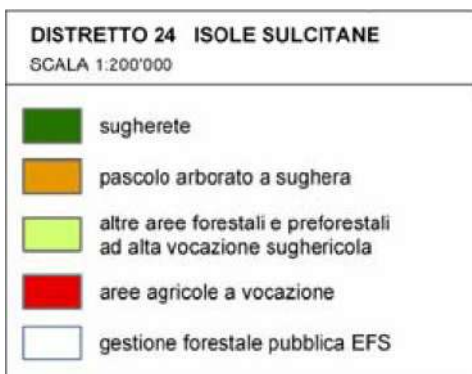 DISTRETTO 24 ISOLE SULCITANE
SCALA 1:200'000
sugherete
pascolo arborato a sughera
altre aree forestali e preforestali
ad alta vocazione sughericola
aree agricole a vocazione
gestione forestale pubblica EFS